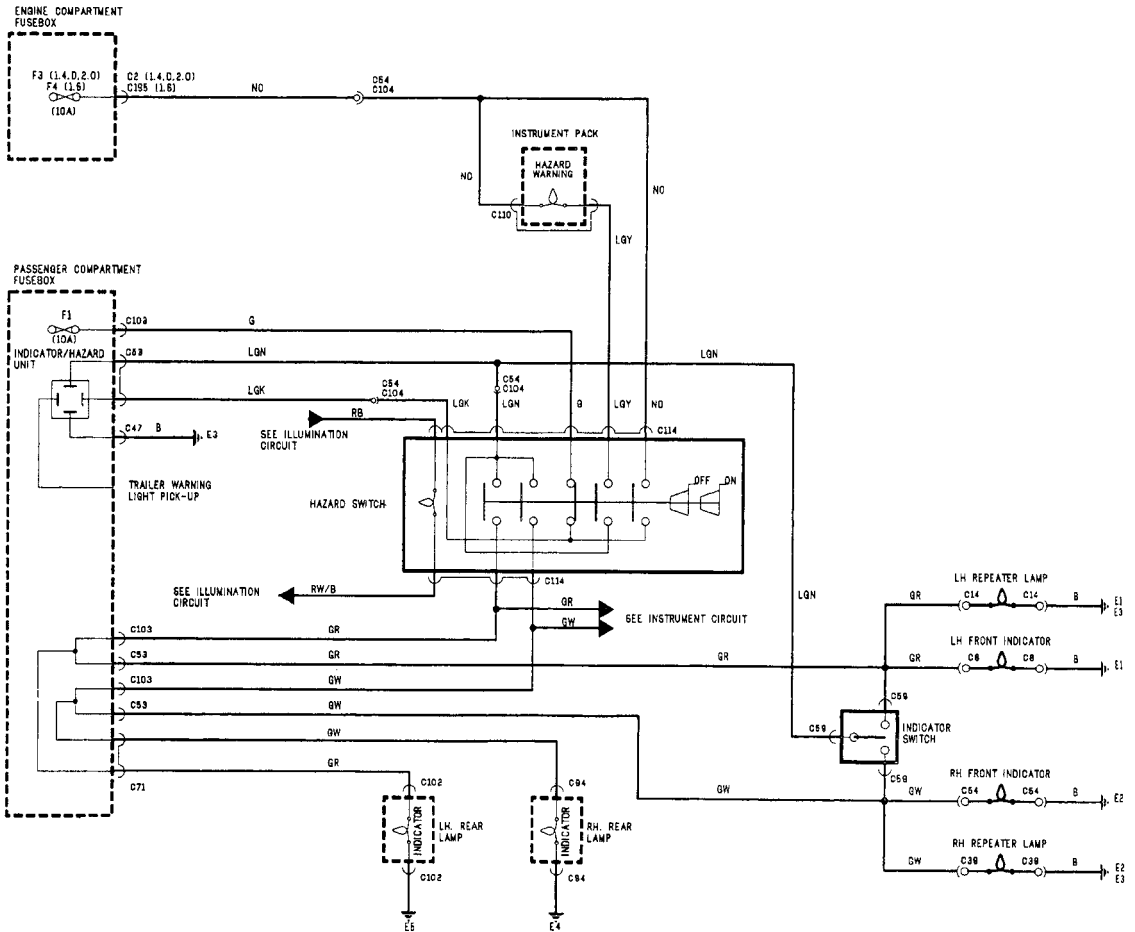 ENGINE COMPARTMENT
FUSEBOX
F3 (1.4,D,2.0)
F4 (1.6)
(10A)
C2 (1.4,D,2.0)
C195 (1.6)
NO
C54
C104
INSTRUMENT PACK
HAZARD
WARNING
NO
C110
NO
LGY
PASSENGER COMPARTMENT
FUSEBOX
F1
(10A)
C103
G
INDICATOR/HAZARD
UNIT
C53
LGN
LGN
LGK
C54
C104
C54
C104
LGK
LGN
G
LGY
NO
C47
B
E3
RB
SEE ILLUMINATION
CIRCUIT
C114
TRAILER WARNING
LIGHT PICK-UP
HAZARD SWITCH
OFF
ON
SEE ILLUMINATION
CIRCUIT
RW/B
C114
GR
GW
SEE INSTRUMENT CIRCUIT
LGN
LH REPEATER LAMP
GR
C14
C14
B
E1
E3
C103
GR
C53
GR
GR
LH FRONT INDICATOR
GR
C6
C6
B
E1
C103
GW
C53
GW
GW
GR
C71
C59
C59
INDICATOR
SWITCH
C59
RH FRONT INDICATOR
GW
GW
C54
C54
B
E2
C102
INDICATOR
LH. REAR
LAMP
C102
E5
C94
INDICATOR
RH. REAR
LAMP
C94
E4
RH REPEATER LAMP
GW
C39
C39
B
E2
E3